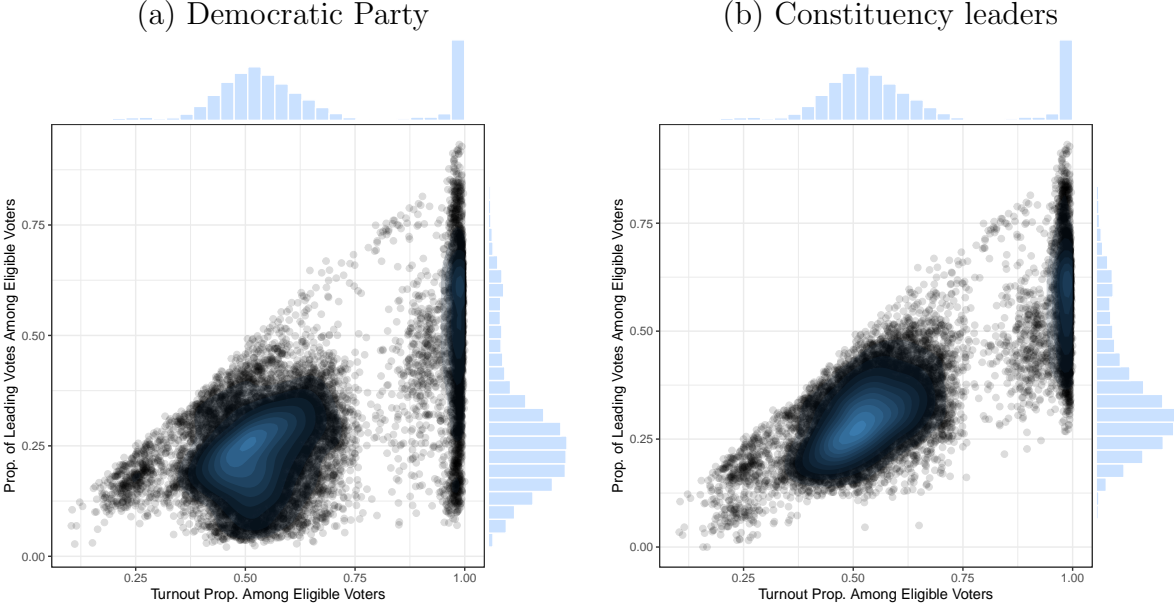 (a) Democratic Party
Prop. of Leading Votes Among Eligible Voters
0.75
0.50
0.25
0.00
0.25 0.50 0.75 1.00
Turnout Prop. Among Eligible Voters
(b) Constituency leaders
Prop. of Leading Votes Among Eligible Voters
0.75
0.50
0.25
0.00
0.25 0.50 0.75 1.00
Turnout Prop. Among Eligible Voters